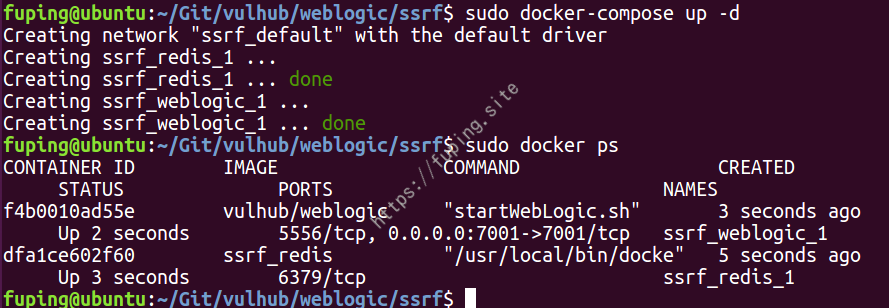 fuping@ubuntu:~/Git/vulhub/weblogic/ssrf$ sudo docker-compose up -d
Creating network "ssrf_default" with the default driver
Creating ssrf_redis_1 ...
Creating ssrf_redis_1 ... done
Creating ssrf_weblogic_1 ...
Creating ssrf_weblogic_1 ... done
fuping@ubuntu:~/Git/vulhub/weblogic/ssrf$ sudo docker ps
CONTAINER ID IMAGE COMMAND CREATED
STATUS PORTS NAMES
f4b0010ad55e vulhub/weblogic "startWebLogic.sh" 3 seconds ago
Up 2 seconds 5556/tcp, 0.0.0.0:7001->7001/tcp ssrf_weblogic_1
dfa1ce602f60 ssrf_redis "/usr/local/bin/docke" 5 seconds ago
Up 3 seconds 6379/tcp ssrf_redis_1
fuping@ubuntu:~/Git/vulhub/weblogic/ssrf$
https://fuping.site